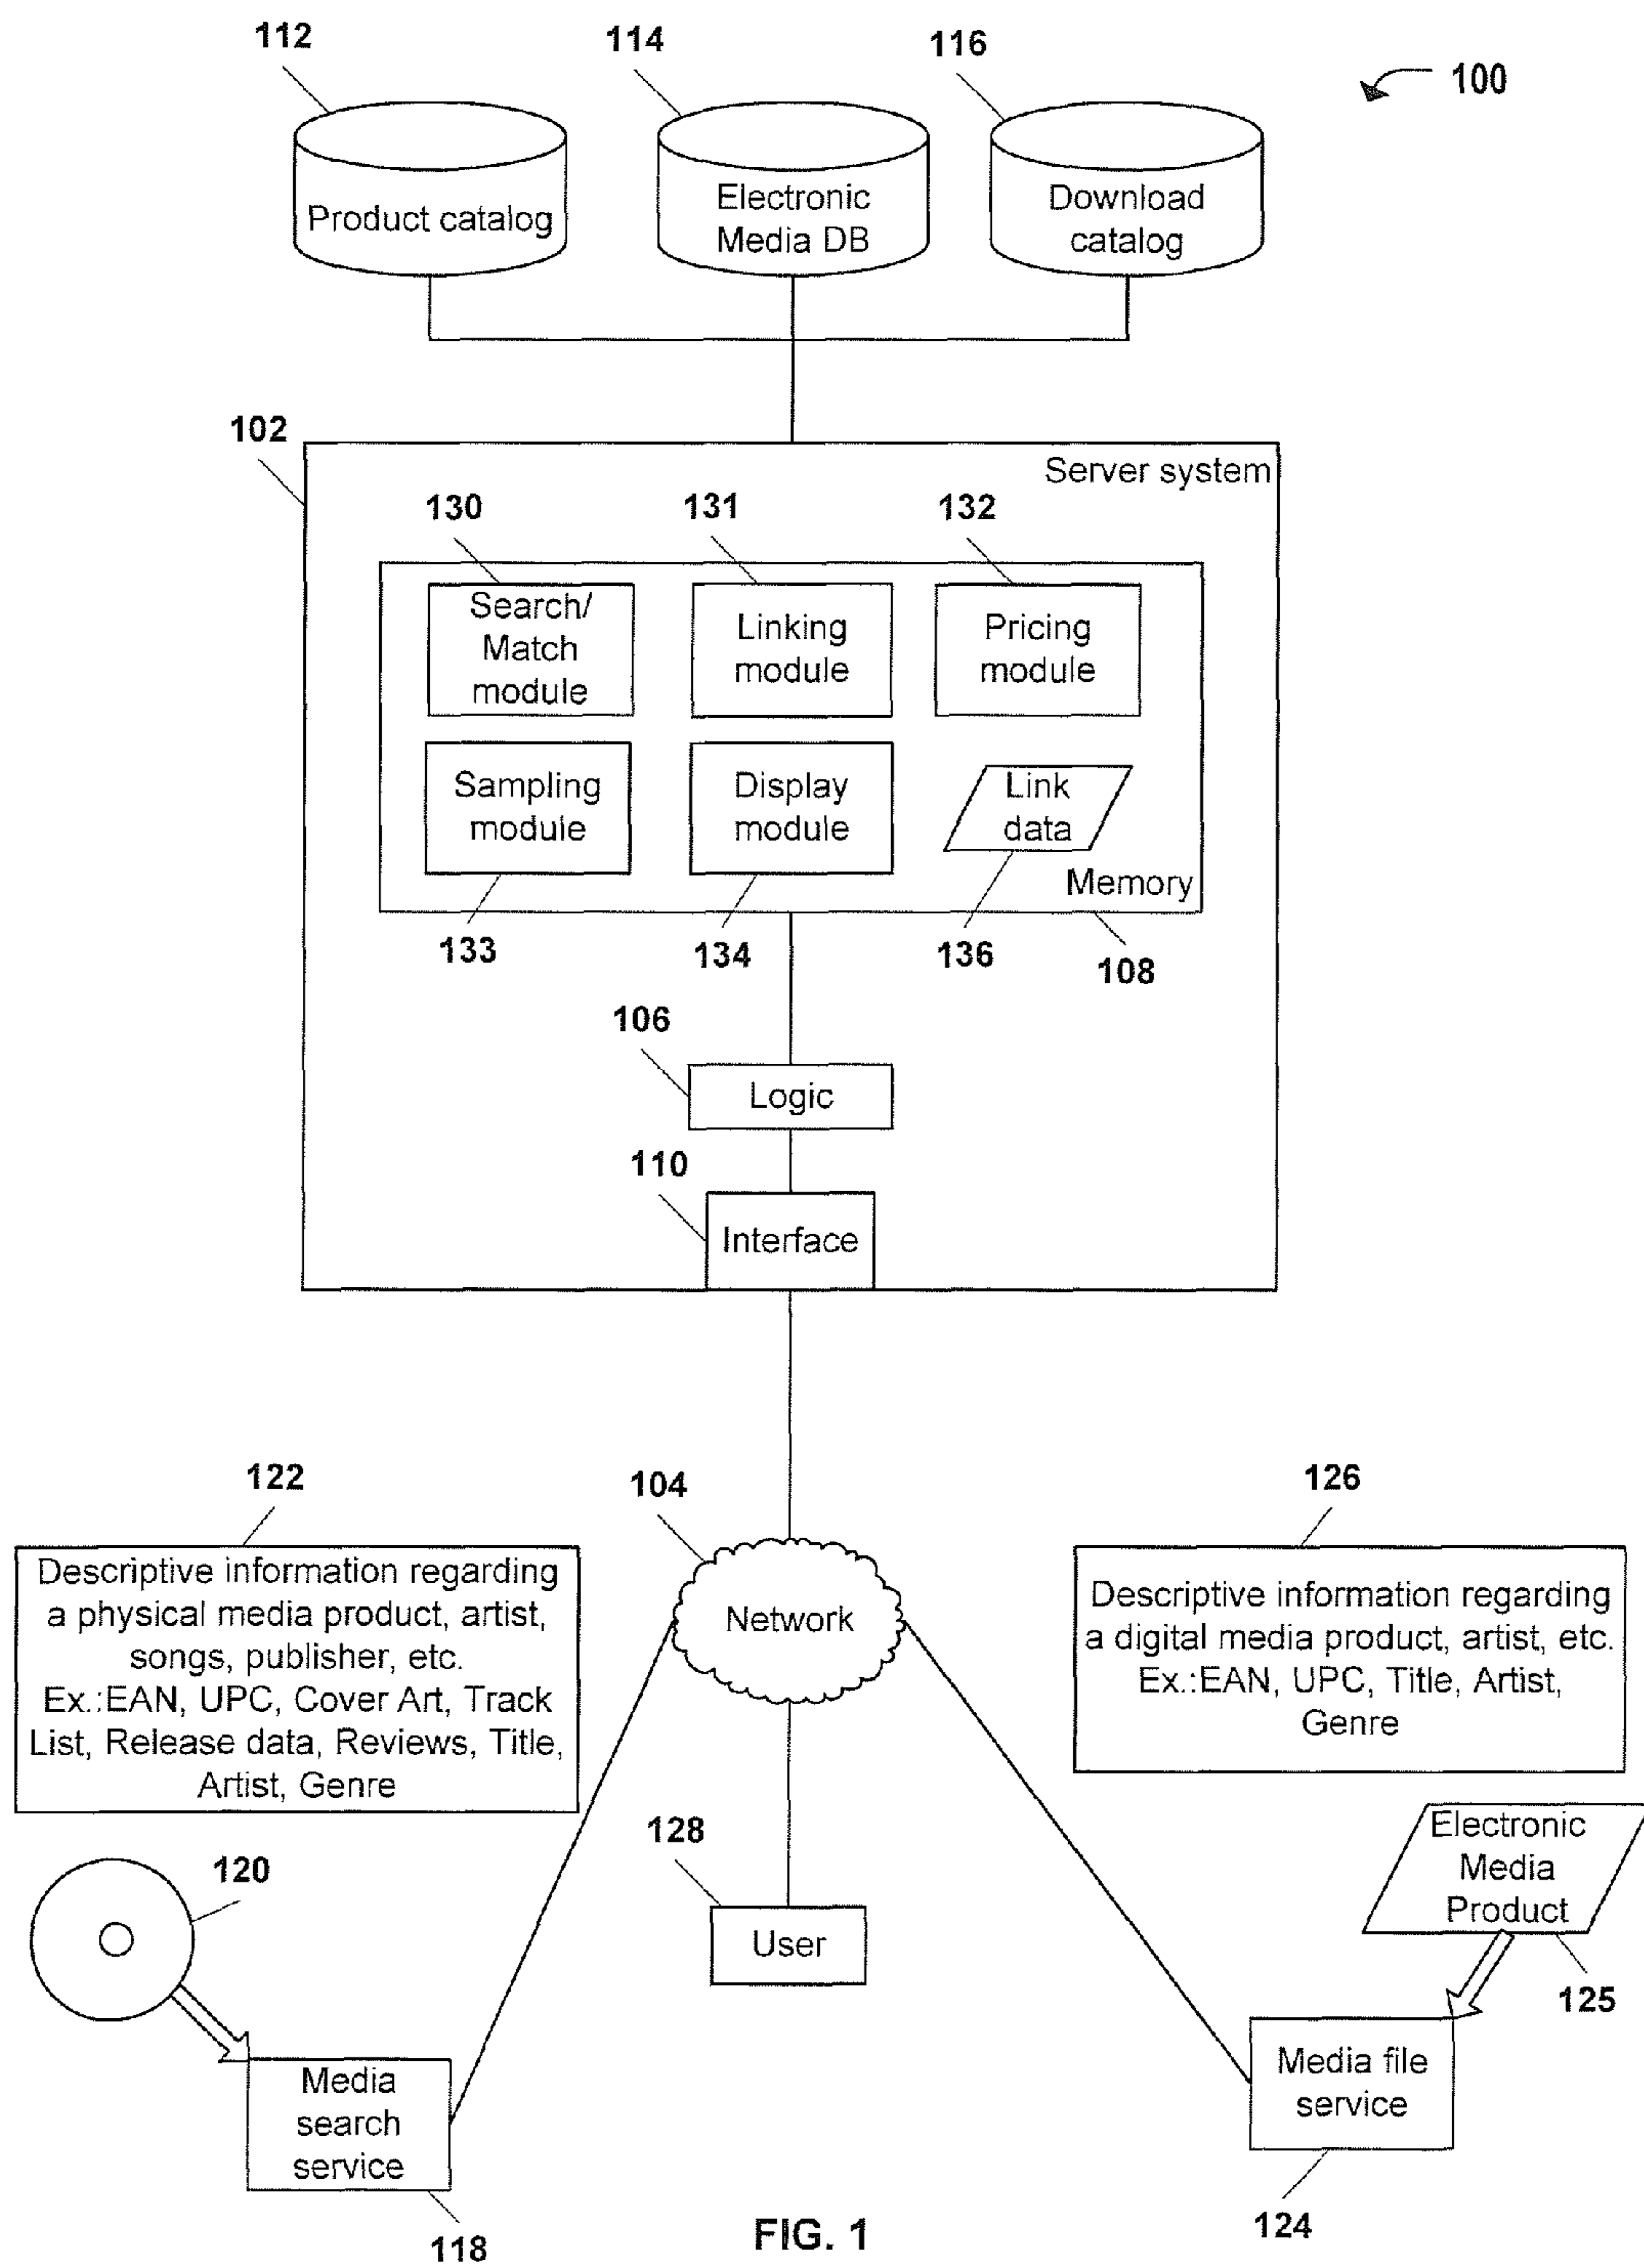 112
114
116
100
Product catalog
Electronic
Media DB
Download
catalog
102
Server system
130
131
132
Search/
Match
module
Linking
module
Pricing
module
Sampling
module
Display
module
Link
data
Memory
133
134
136
108
106
Logic
110
Interface
122
104
126
Descriptive information regarding
a physical media product, artist,
songs, publisher, etc.
Ex.:EAN, UPC, Cover Art, Track
List, Release data, Reviews, Title,
Artist, Genre
Network
Descriptive information regarding
a digital media product, artist, etc.
Ex.:EAN, UPC, Title, Artist,
Genre
120
128
User
Electronic
Media
Product
125
Media
search
service
118
Media file
service
124
FIG. 1